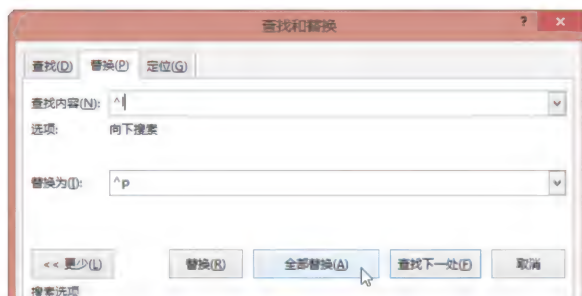 查找和替换
? ×
查找(D) 替换(P) 定位(G)
查找内容(N): ^l
选项: 向下搜索
替换为(I): ^p
<< 更少(L) 替换(R) 全部替换(A) 查找下一处(F) 取消
搜索选项